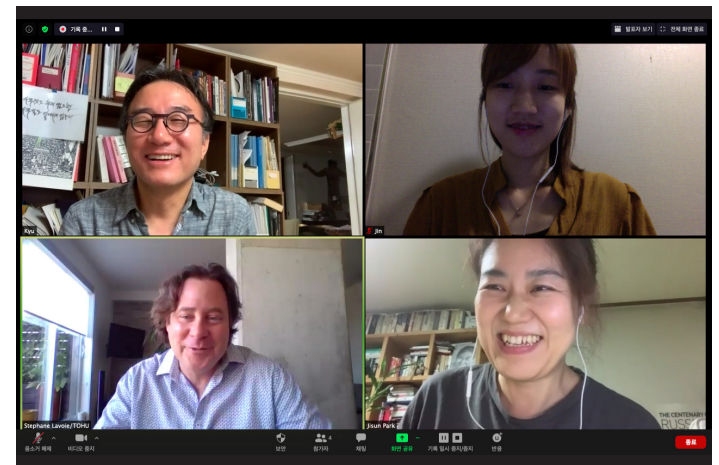 기록 중...
발표자 보기
전체 화면 종료
Kyu
Jin
Stephane Lavoie/TOHU
Jisun Park
THE CENTENARY
RUSSI
음소거 해제
비디오 중지
보안
4
참가자
채팅
화면 공유
기록 일시 중지/중지
반응
종료